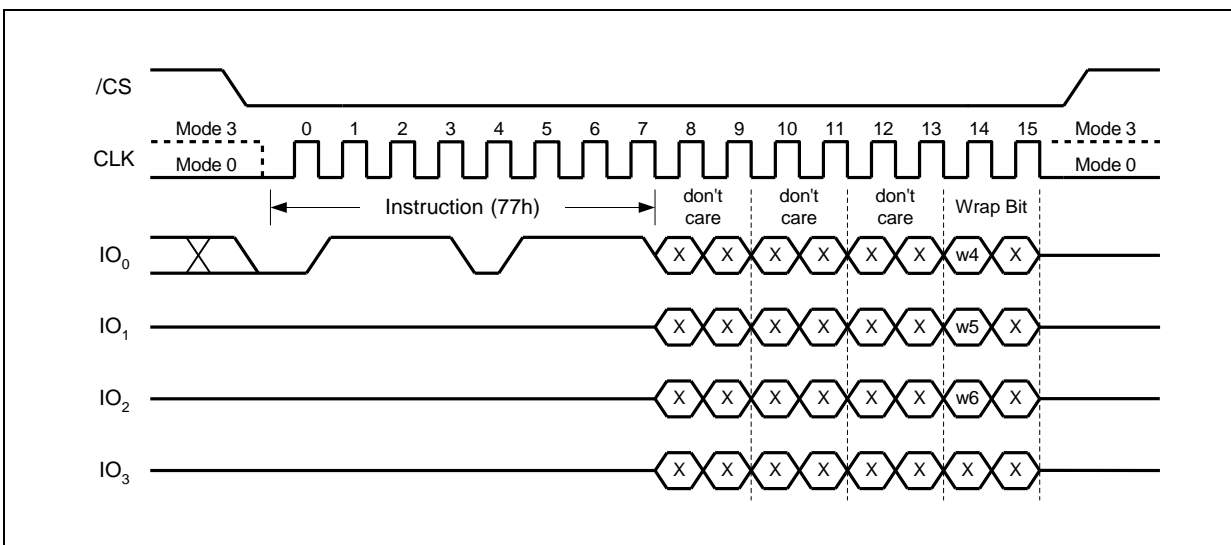 /CS
Mode 3 0 1 2 3 4 5 6 7 8 9 10 11 12 13 14 15 Mode 3
CLK
Mode 0 Mode 0
Instruction (77h)
don't care
don't care
don't care
Wrap Bit
IO0 X X X X X X w4 X
IO1 X X X X X X w5 X
IO2 X X X X X X w6 X
IO3 X X X X X X X X